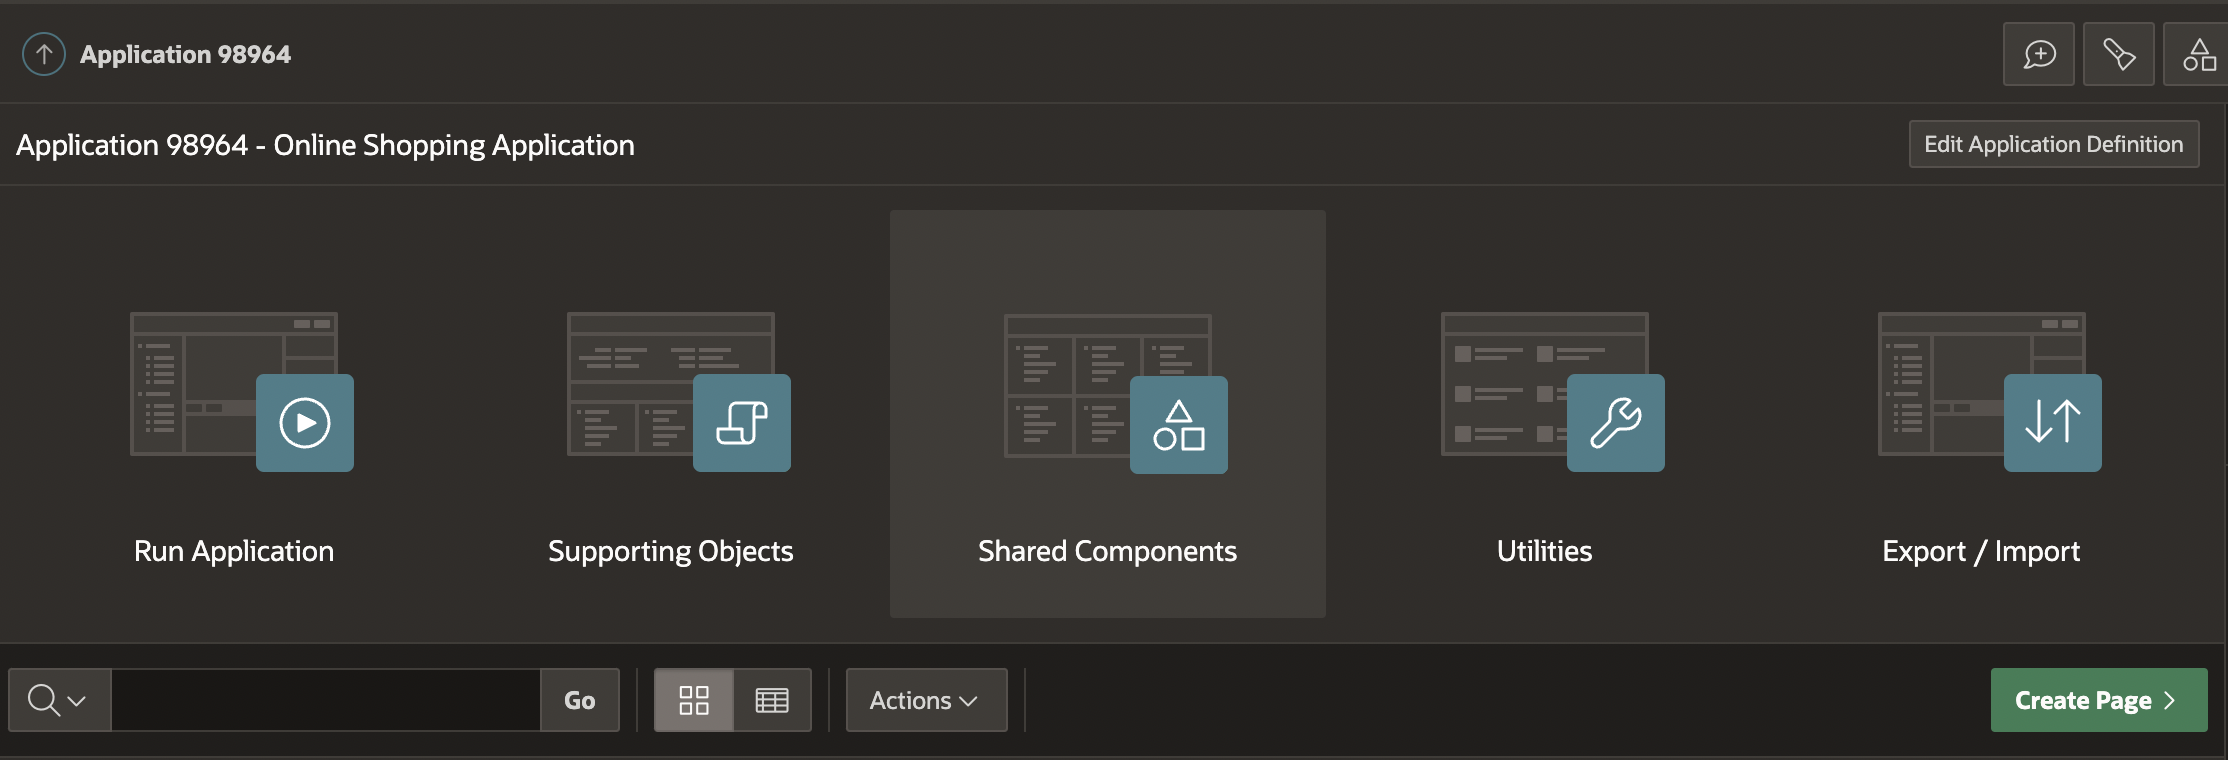 Application 98964
Application 98964 - Online Shopping Application
Edit Application Definition
Run Application
Supporting Objects
Shared Components
Utilities
Export / Import
Go
Actions
Create Page